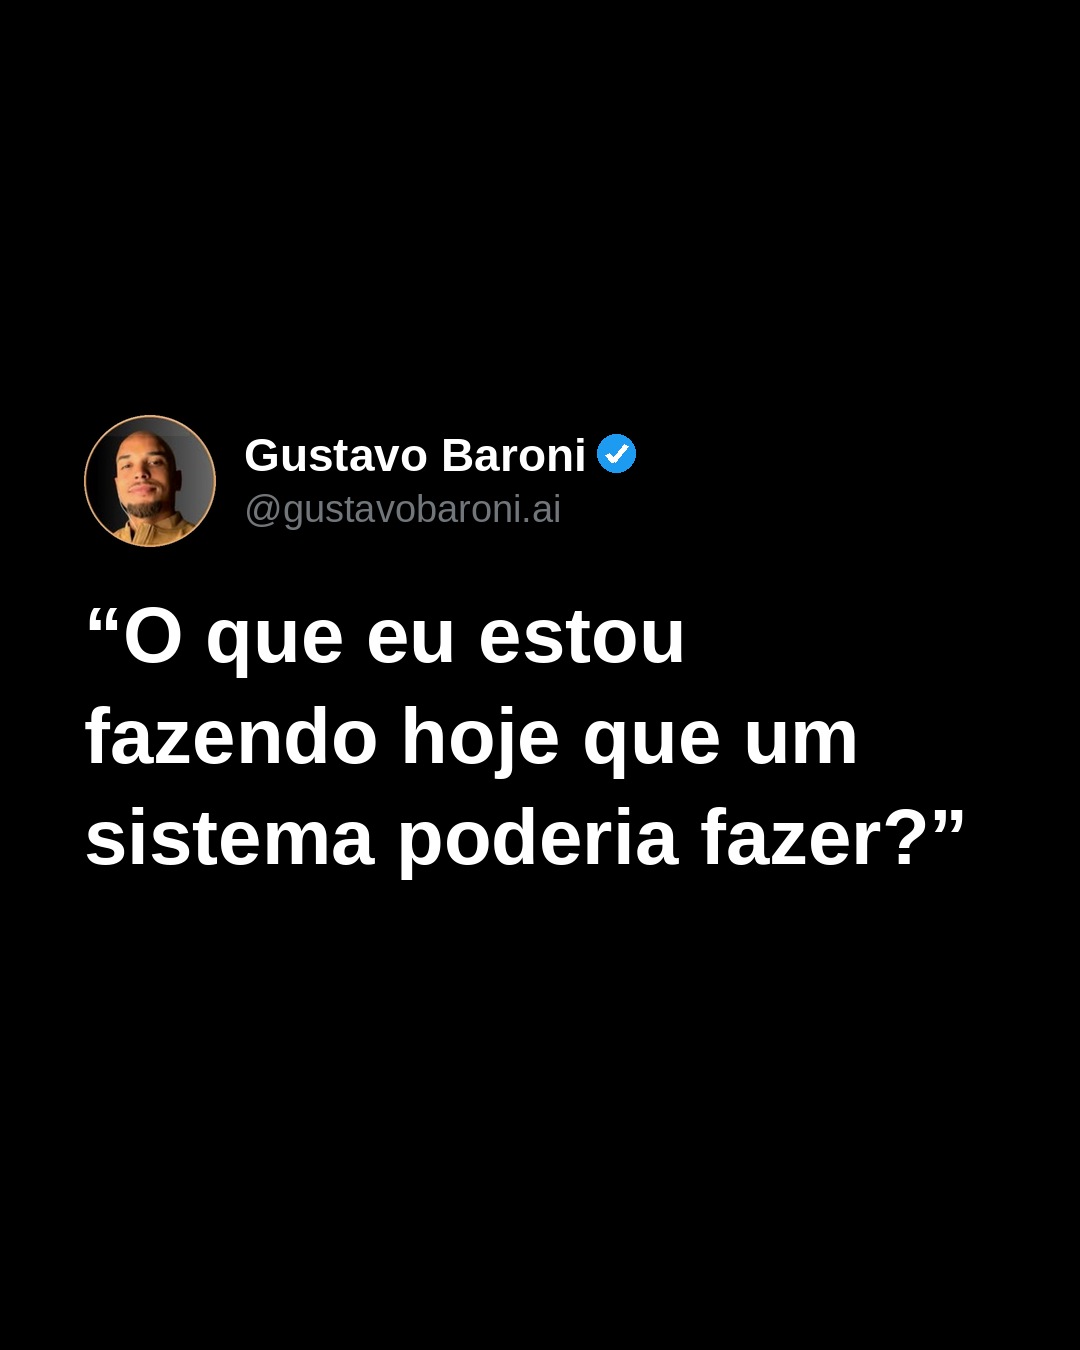 Gustavo Baroni
@gustavobaroni.ai
“O que eu estou
fazendo hoje que um
sistema poderia fazer?”